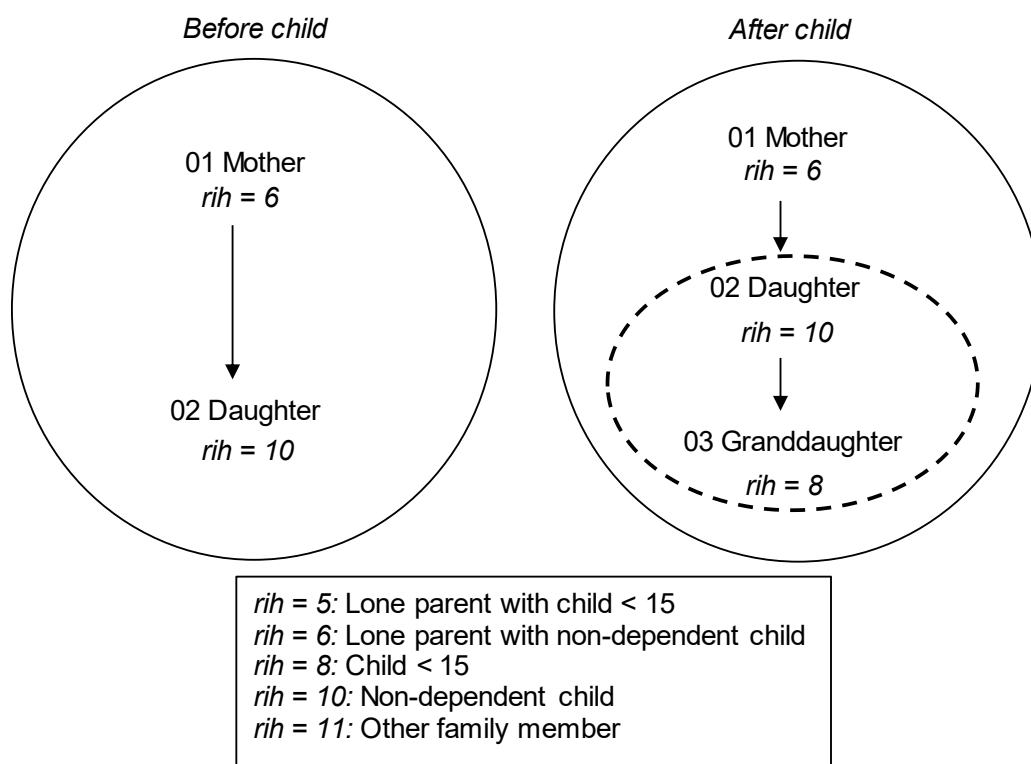 Before child
01 Mother
rih = 6
02 Daughter
rih = 10
After child
01 Mother
rih = 6
02 Daughter
rih = 10
03 Granddaughter
rih = 8
rih = 5: Lone parent with child < 15
rih = 6: Lone parent with non-dependent child
rih = 8: Child < 15
rih = 10: Non-dependent child
rih = 11: Other family member